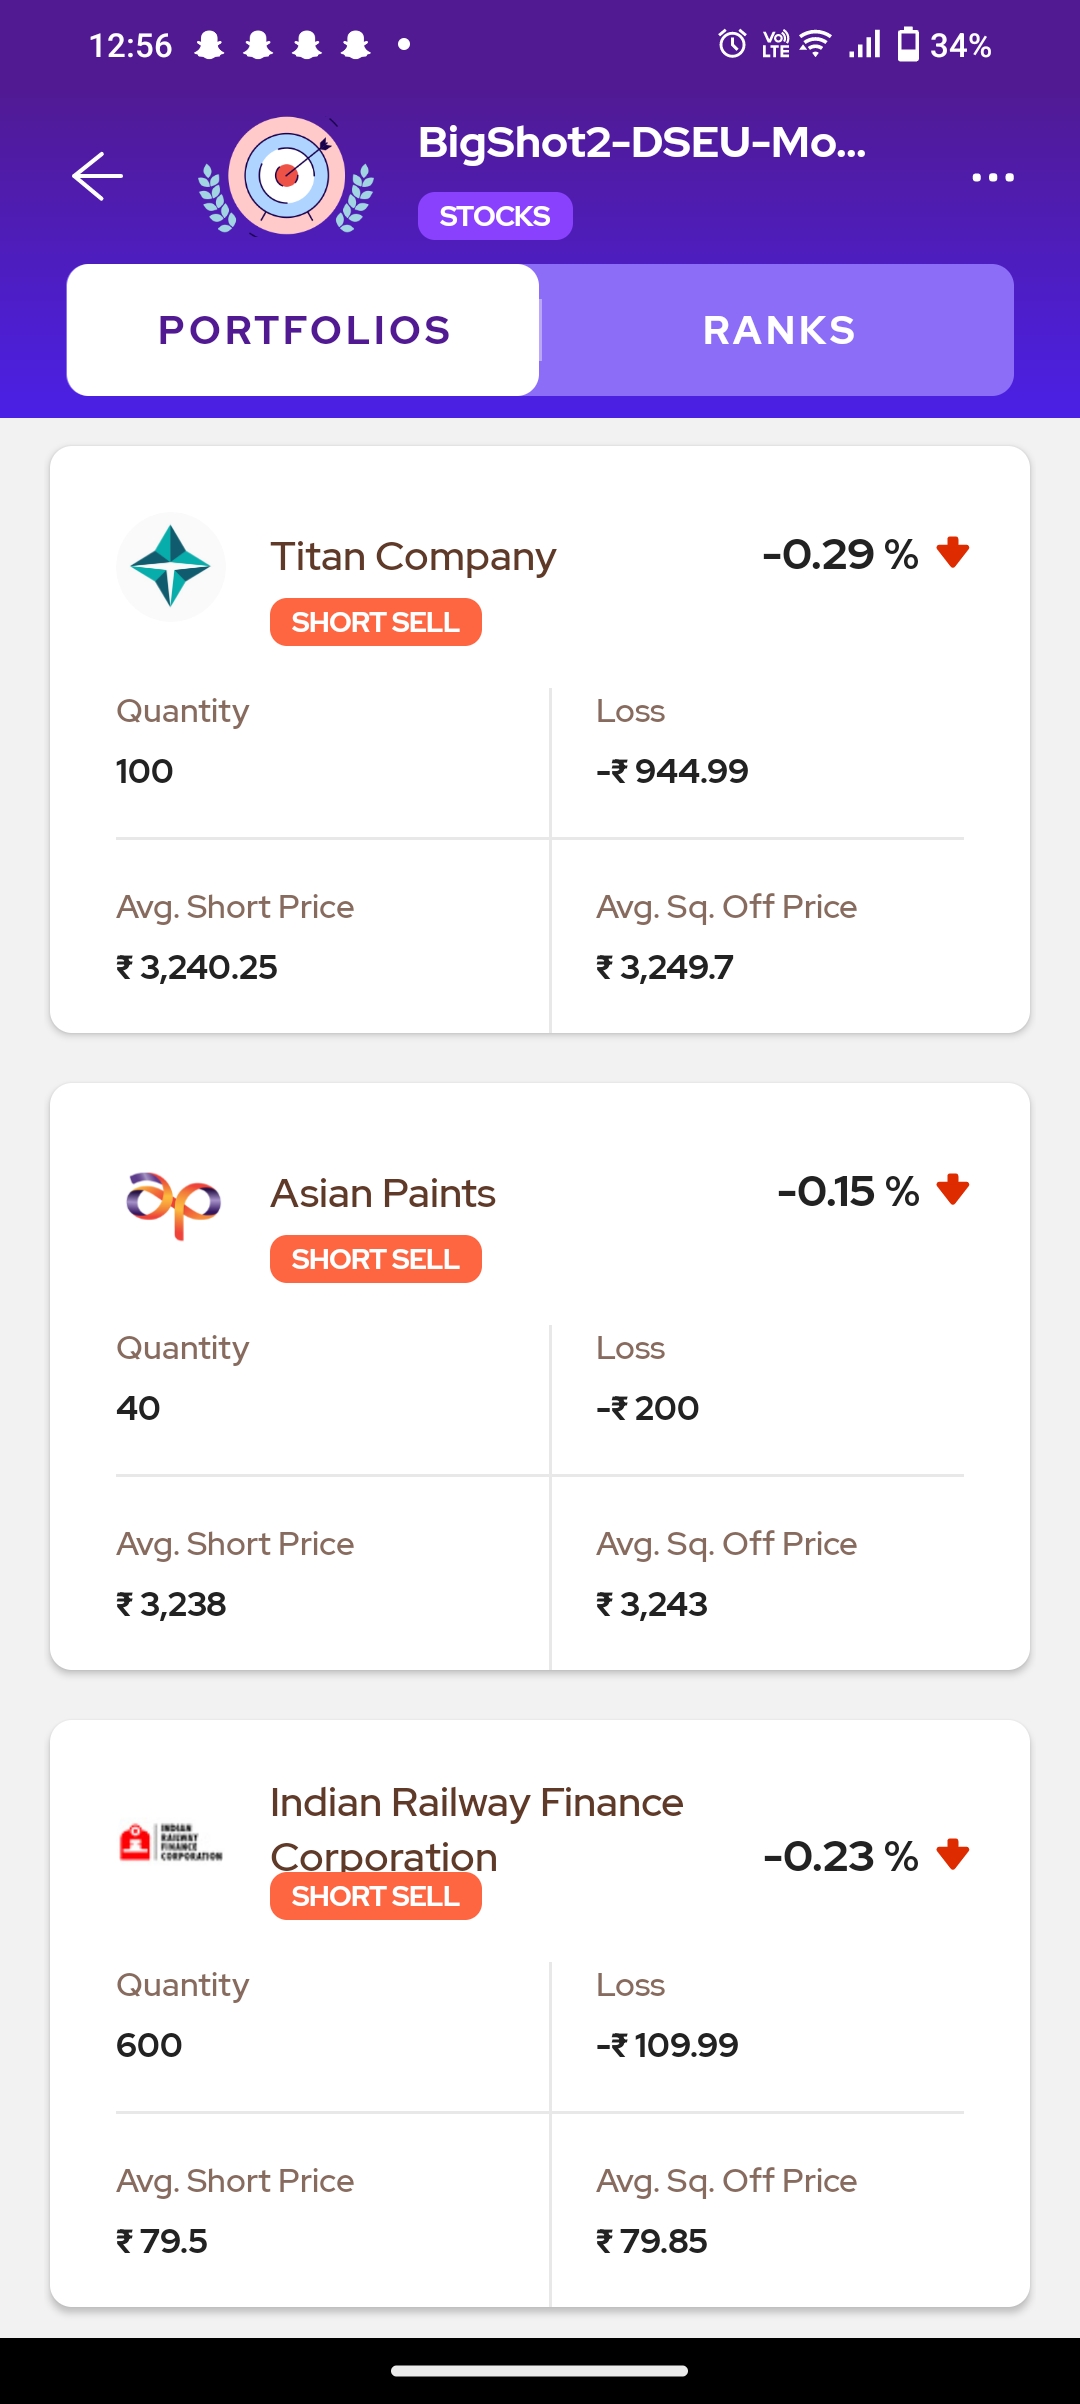 12:56
VoLTE
34%
BigShot2-DSEU-Mo...
STOCKS
PORTFOLIOS
RANKS
Titan Company
-0.29 %
SHORT SELL
Quantity
Loss
100
-₹ 944.99
Avg. Short Price
Avg. Sq. Off Price
₹ 3,240.25
₹ 3,249.7
Asian Paints
-0.15 %
SHORT SELL
Quantity
Loss
40
-₹ 200
Avg. Short Price
Avg. Sq. Off Price
₹ 3,238
₹ 3,243
INDIAN
RAILWAY
FINANCE
CORPORATION
Indian Railway Finance
Corporation
-0.23 %
SHORT SELL
Quantity
Loss
600
-₹ 109.99
Avg. Short Price
Avg. Sq. Off Price
₹ 79.5
₹ 79.85